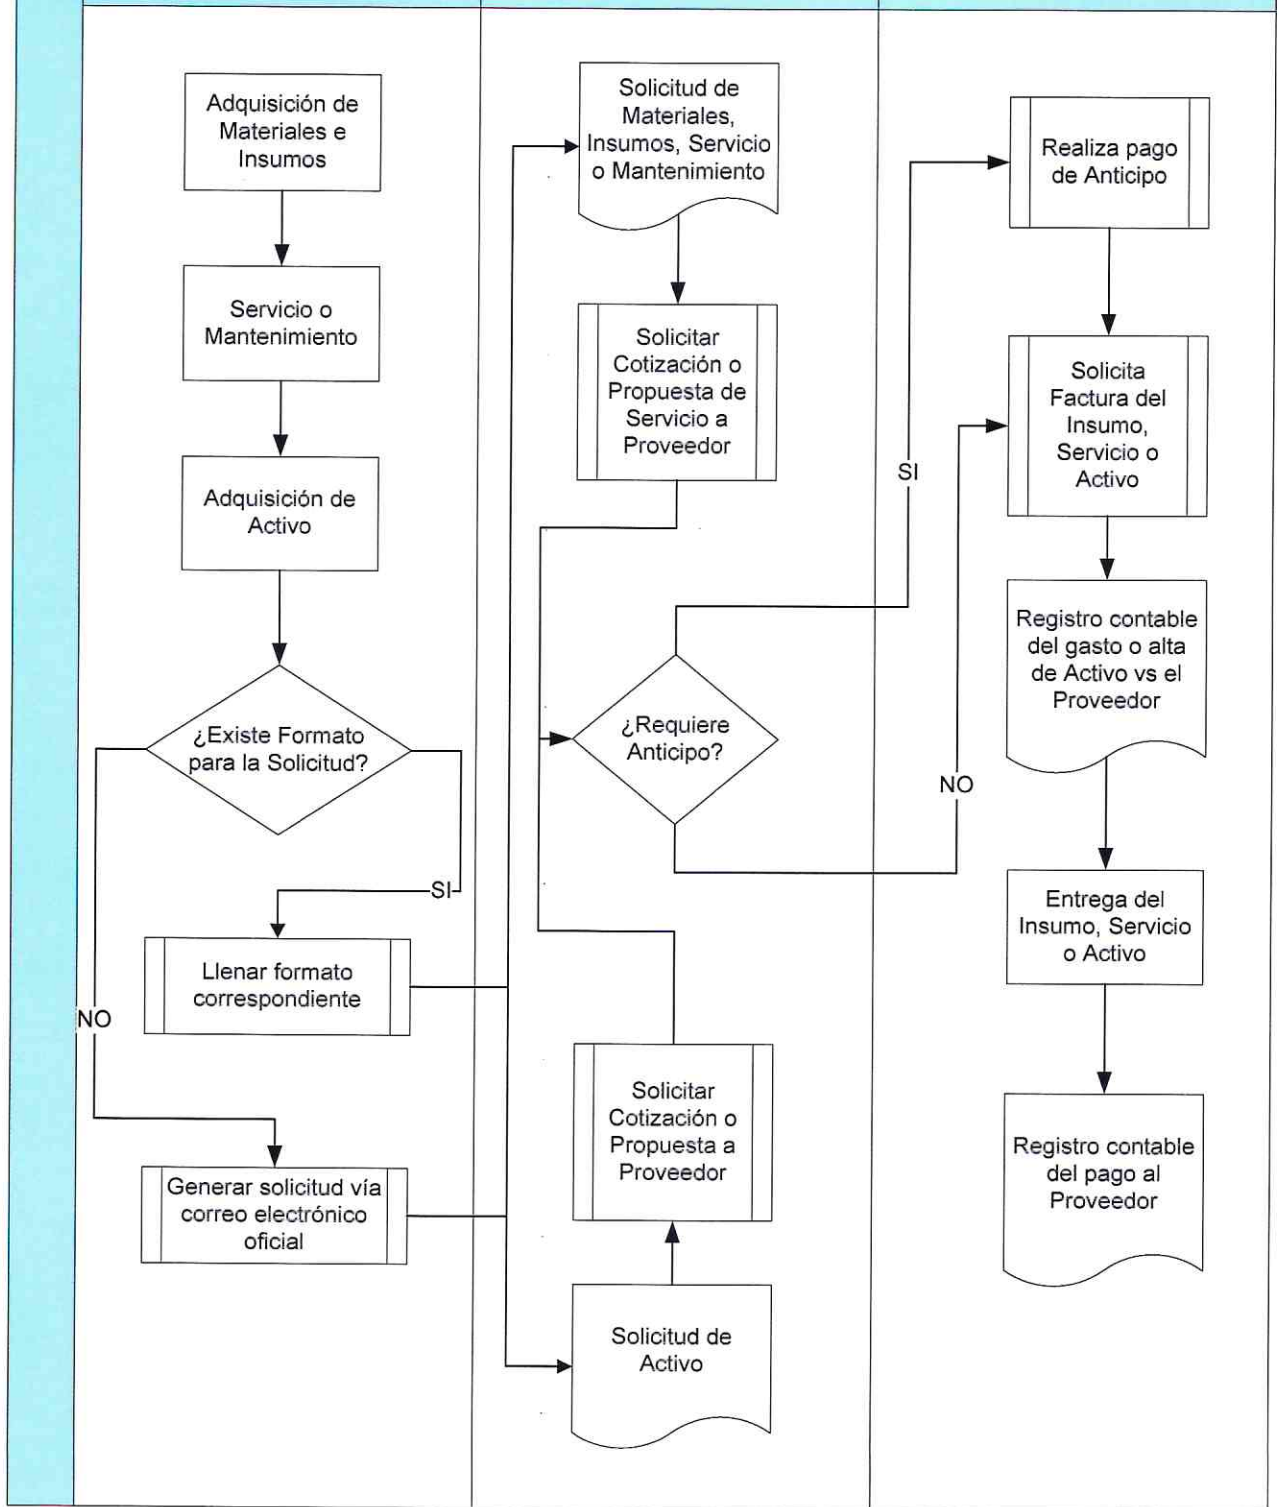 Adquisición de
Materiales e
Insumos
Servicio o
Mantenimiento
Adquisición de
Activo
¿Existe Formato
para la Solicitud?
SI
Llenar formato
correspondiente
NO
Generar solicitud vía
correo electrónico
oficial
Solicitud de
Materiales,
Insumos, Servicio
o Mantenimiento
Solicitar
Cotización o
Propuesta de
Servicio a
Proveedor
¿Requiere
Anticipo?
Solicitar
Cotización o
Propuesta a
Proveedor
Solicitud de
Activo
SI
NO
Realiza pago
de Anticipo
Solicita
Factura del
Insumo,
Servicio o
Activo
Registro contable
del gasto o alta
de Activo vs el
Proveedor
Entrega del
Insumo, Servicio
o Activo
Registro contable
del pago al
Proveedor